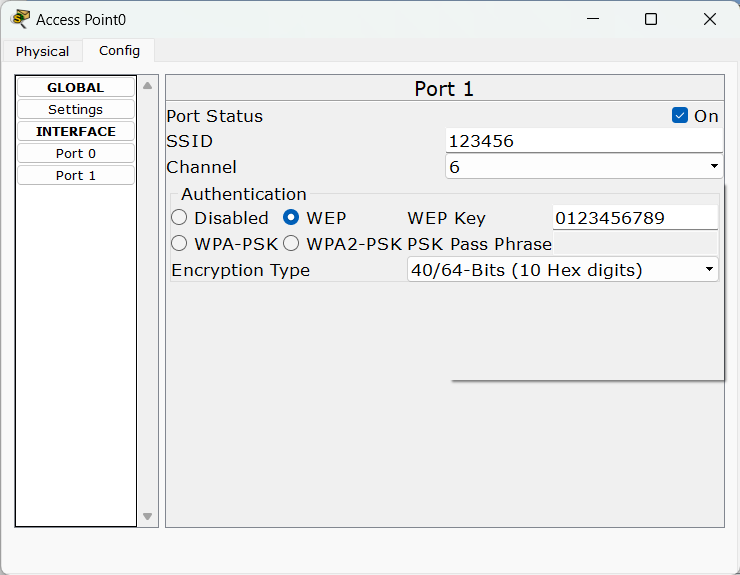 Access Point0
Physical
Config
GLOBAL
Settings
INTERFACE
Port 0
Port 1
Port 1
Port Status
On
SSID
123456
Channel
6
Authentication
Disabled
WEP
WEP Key
0123456789
WPA-PSK
WPA2-PSK
PSK Pass Phrase
Encryption Type
40/64-Bits (10 Hex digits)